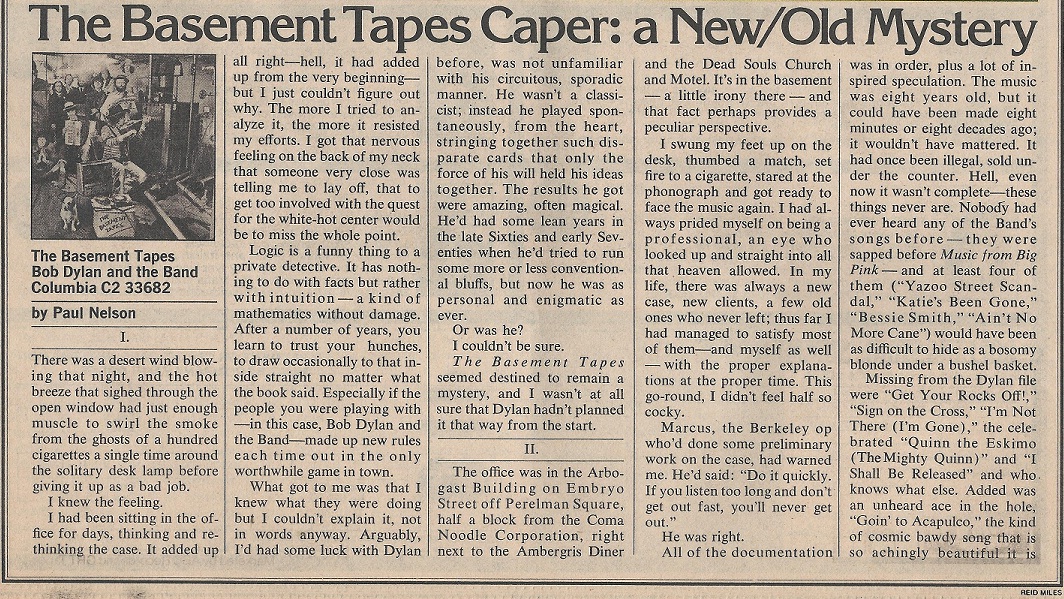 The Basement Tapes Caper: a New/Old Mystery
THE
BASEMENT
TAPES
The Basement Tapes
Bob Dylan and the Band
Columbia C2 33682
by Paul Nelson
I.
There was a desert wind blow-
ing that night, and the hot
breeze that sighed through the
open window had just enough
muscle to swirl the smoke
from the ghosts of a hundred
cigarettes a single time around
the solitary desk lamp before
giving it up as a bad job.
I knew the feeling.
I had been sitting in the of-
fice for days, thinking and re-
thinking the case. It added up
all right—hell, it had added
up from the very beginning—
but I just couldn't figure out
why. The more I tried to an-
alyze it, the more it resisted
my efforts. I got that nervous
feeling on the back of my neck
that someone very close was
telling me to lay off, that to
get too involved with the quest
for the white-hot center would
be to miss the whole point.
Logic is a funny thing to a
private detective. It has noth-
ing to do with facts but rather
with intuition—a kind of
mathematics without damage.
After a number of years, you
learn to trust your hunches,
to draw occasionally to that in-
side straight no matter what
the book said. Especially if the
people you were playing with
—in this case, Bob Dylan and
the Band—made up new rules
each time out in the only
worthwhile game in town.
What got to me was that I
knew what they were doing
but I couldn't explain it, not
in words anyway. Arguably,
I'd had some luck with Dylan
before, was not unfamiliar
with his circuitous, sporadic
manner. He wasn't a classi-
cist; instead he played spon-
taneously, from the heart,
stringing together such dis-
parate cards that only the
force of his will held his ideas
together. The results he got
were amazing, often magical.
He'd had some lean years in
the late Sixties and early Sev-
enties when he'd tried to run
some more or less convention-
al bluffs, but now he was as
personal and enigmatic as
ever.
Or was he?
I couldn't be sure.
The Basement Tapes
seemed destined to remain a
mystery, and I wasn't at all
sure that Dylan hadn't planned
it that way from the start.
II.
The office was in the Arbo-
gast Building on Embryo
Street off Perelman Square,
half a block from the Coma
Noodle Corporation, right
next to the Ambergris Diner
and the Dead Souls Church
and Motel. It's in the basement
—a little irony there—and
that fact perhaps provides a
peculiar perspective.
I swung my feet up on the
desk, thumbed a match, set
fire to a cigarette, stared at the
phonograph and got ready to
face the music again. I had al-
ways prided myself on being a
professional, an eye who
looked up and straight into all
that heaven allowed. In my
life, there was always a new
case, new clients, a few old
ones who never left; thus far I
had managed to satisfy most
of them—and myself as well
—with the proper explana-
tions at the proper time. This
go-round, I didn't feel half so
cocky.
Marcus, the Berkeley op
who'd done some preliminary
work on the case, had warned
me. He'd said: "Do it quickly.
If you listen too long and don't
get out fast, you'll never get
out."
He was right.
All of the documentation
was in order, plus a lot of in-
spired speculation. The music
was eight years old, but it
could have been made eight
minutes or eight decades ago;
it wouldn't have mattered. It
had once been illegal, sold un-
der the counter. Hell, even
now it wasn't complete—these
things never are. Nobody had
ever heard any of the Band's
songs before—they were
sapped before Music from Big
Pink—and at least four of
them ("Yazoo Street Scan-
dal," "Katie's Been Gone,"
"Bessie Smith," "Ain't No
More Cane") would have been
as difficult to hide as a bosomy
blonde under a bushel basket.
Missing from the Dylan file
were "Get Your Rocks Off!,"
"Sign on the Cross," "I'm Not
There (I'm Gone)," the cele-
brated "Quinn the Eskimo
(The Mighty Quinn)" and "I
Shall Be Released" and who
knows what else. Added was
an unheard ace in the hole,
"Goin' to Acapulco," the kind
of cosmic bawdy song that is
so achingly beautiful it is
REID MILES